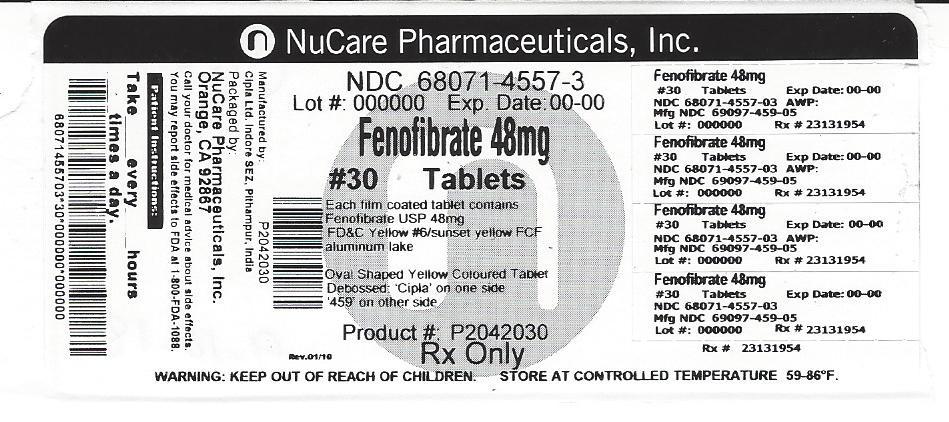 n NuCare Pharmaceuticals, Inc.
68071455703*30*000000*000000
Take ___ every ___ hours
___ times a day.
Patient Instructions:
You may report side effects to FDA at 1-800-FDA-1088.
Call your doctor for medical advice about side effects.
Orange, CA 92867
NuCare Pharmaceuticals, Inc.
Packaged by:
Cipla Ltd. Indore SEZ, Pithampur, India
Manufactured by:
P2042030
NDC 68071-4557-3
Lot #: 000000 Exp. Date:00-00
Fenofibrate 48mg
#30 Tablets
Each film coated tablet contains
Fenofibrate USP 48mg
FD&C Yellow #6/sunset yellow FCF
aluminum lake
Oval Shaped Yellow Coloured Tablet
Debossed: 'Cipla' on one side
'459' on other side
Product #: P2042030
Rev.01/10
Rx Only
Fenofibrate 48mg
#30 Tablets Exp Date: 00-00
NDC 68071-4557-03 AWP:
Mfg NDC 69097-459-05
Lot #: 000000 Rx # 23131954
Fenofibrate 48mg
#30 Tablets Exp Date: 00-00
NDC 68071-4557-03 AWP:
Mfg NDC 69097-459-05
Lot #: 000000 Rx # 23131954
Fenofibrate 48mg
#30 Tablets Exp Date: 00-00
NDC 68071-4557-03 AWP:
Mfg NDC 69097-459-05
Lot #: 000000 Rx # 23131954
Fenofibrate 48mg
#30 Tablets Exp Date: 00-00
NDC 68071-4557-03
Mfg NDC 69097-459-05
Lot #: 000000 Rx # 23131954
Rx # 23131954
WARNING: KEEP OUT OF REACH OF CHILDREN. STORE AT CONTROLLED TEMPERATURE 59-86°F.